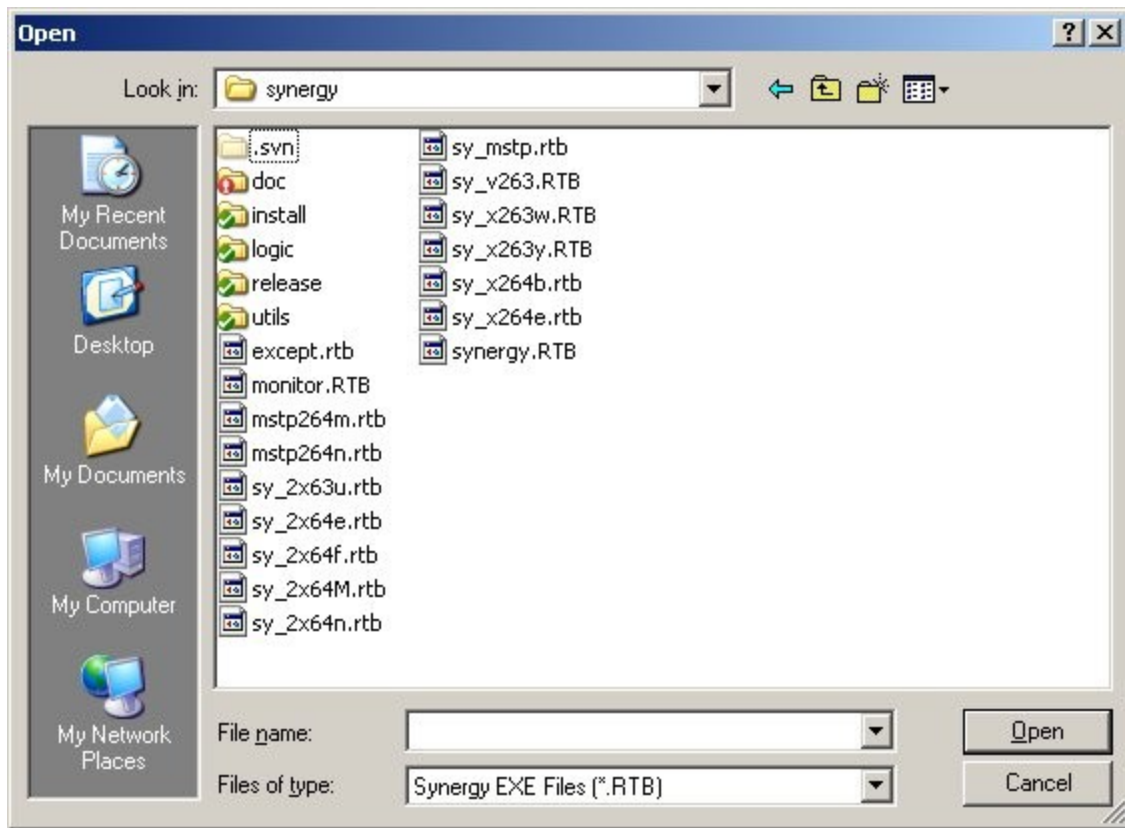 Open
Look in: synergy
My Recent
Documents
Desktop
My Documents
My Computer
My Network
Places
.svn
doc
install
logic
release
utils
except.rtb
monitor.RTB
mstp264m.rtb
mstp264n.rtb
sy_2x63u.rtb
sy_2x64e.rtb
sy_2x64f.rtb
sy_2x64M.rtb
sy_2x64n.rtb
sy_mstp.rtb
sy_v263.RTB
sy_x263w.RTB
sy_x263y.RTB
sy_x264b.rtb
sy_x264e.rtb
synergy.RTB
File name:
Open
Files of type: Synergy EXE Files (*.RTB)
Cancel